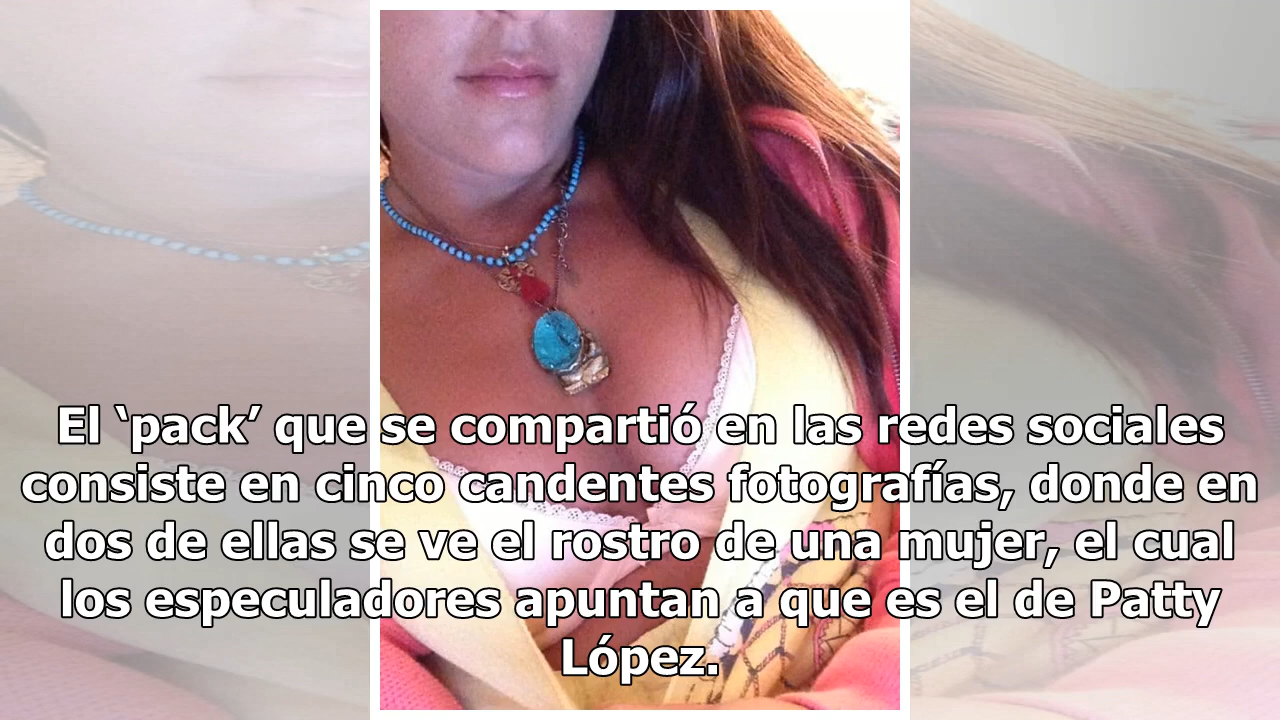 El ‘pack’ que se compartió en las redes sociales
consiste en cinco candentes fotografías, donde en
dos de ellas se ve el rostro de una mujer, el cual
los especuladores apuntan a que es el de Patty
López.